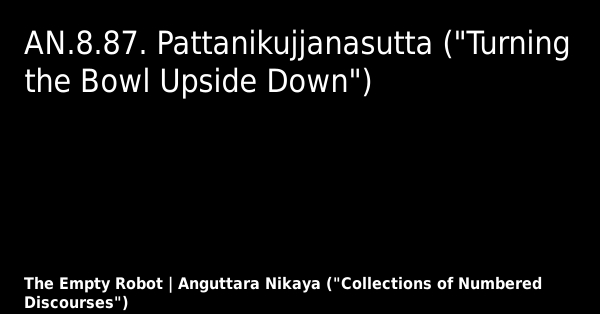 AN.8.87. Pattanikujjanasutta ("Turning
the Bowl Upside Down")
The Empty Robot | Anguttara Nikaya ("Collections of Numbered
Discourses")